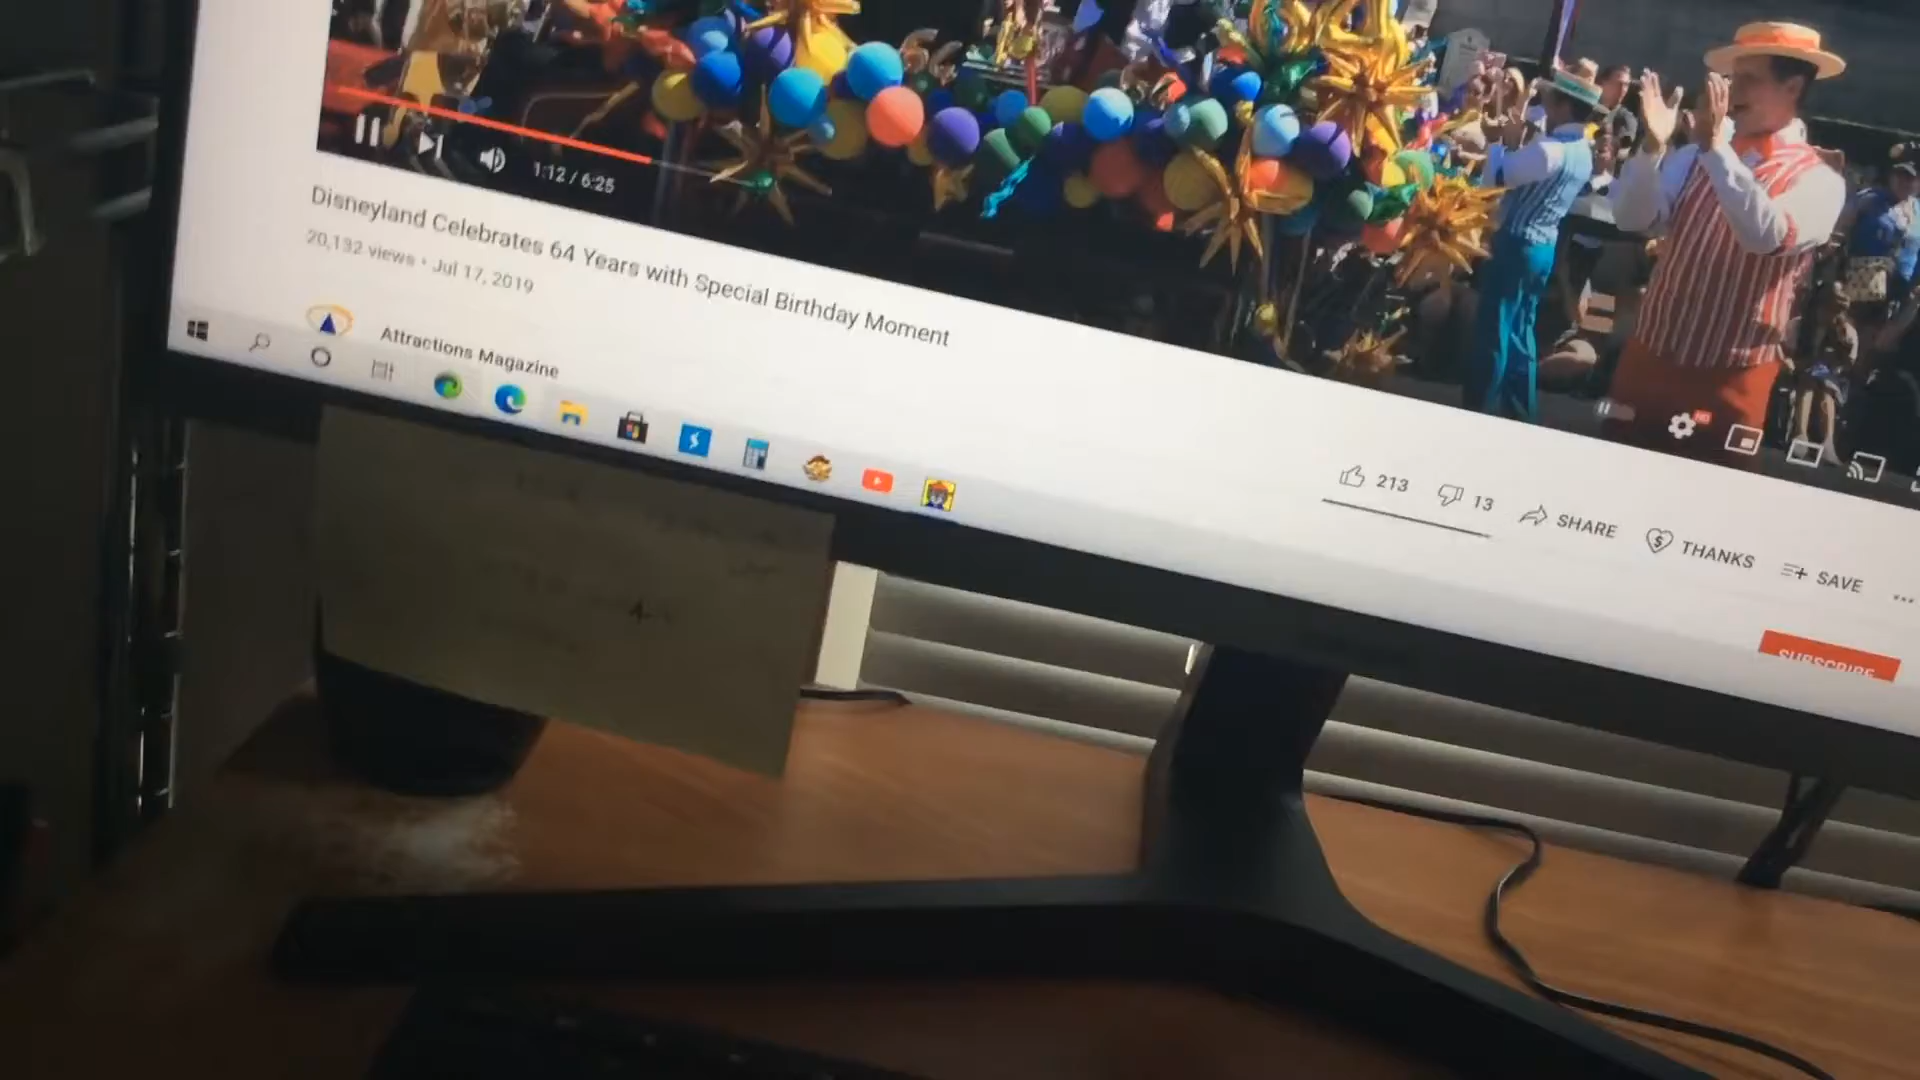 1:12 / 6:25
Disneyland Celebrates 64 Years with Special Birthday Moment
20,132 views • Jul 17, 2019
Attractions Magazine
213 13 SHARE THANKS SAVE ...
SUBSCRIBE